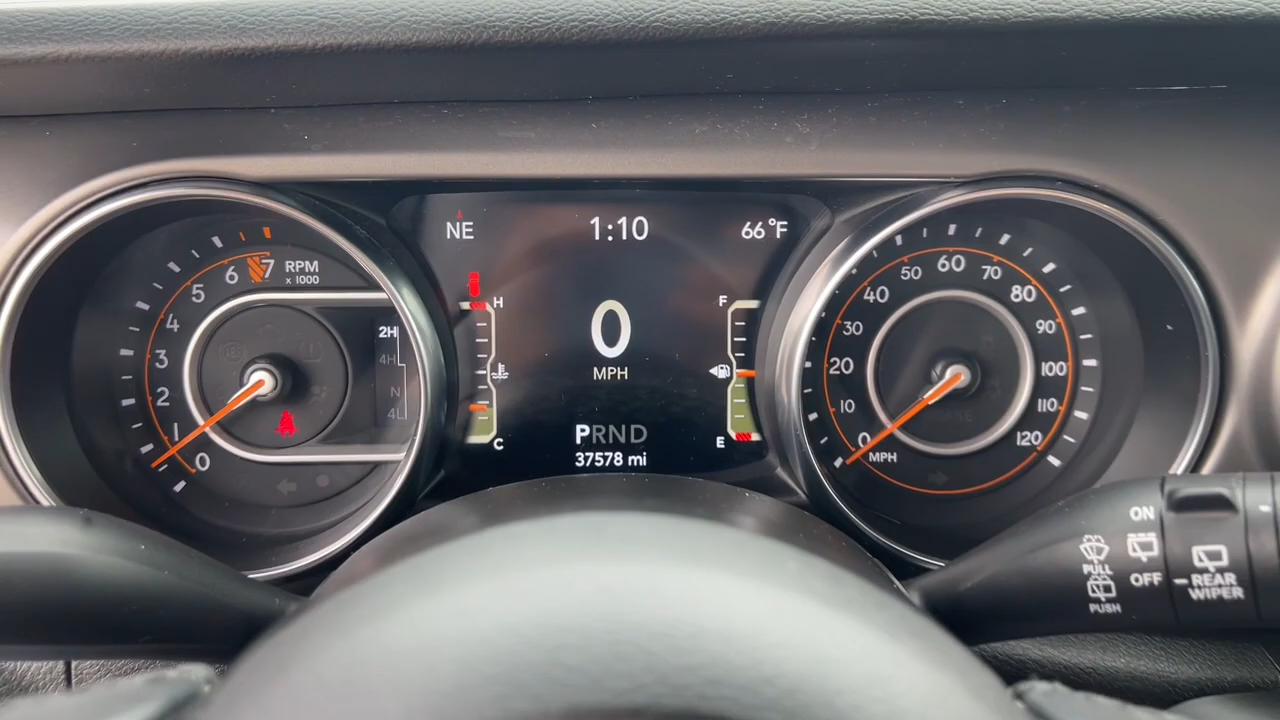 NE 1:10 66°F
0
1
2
3
4
5
6
7
RPM
x 1000
2H
4H
N
4L
H
C
0
MPH
PRND
37578 mi
F
E
0
10
20
30
40
50
60
70
80
90
100
110
120
MPH
ON
OFF
PULL
PUSH
REAR
WIPER